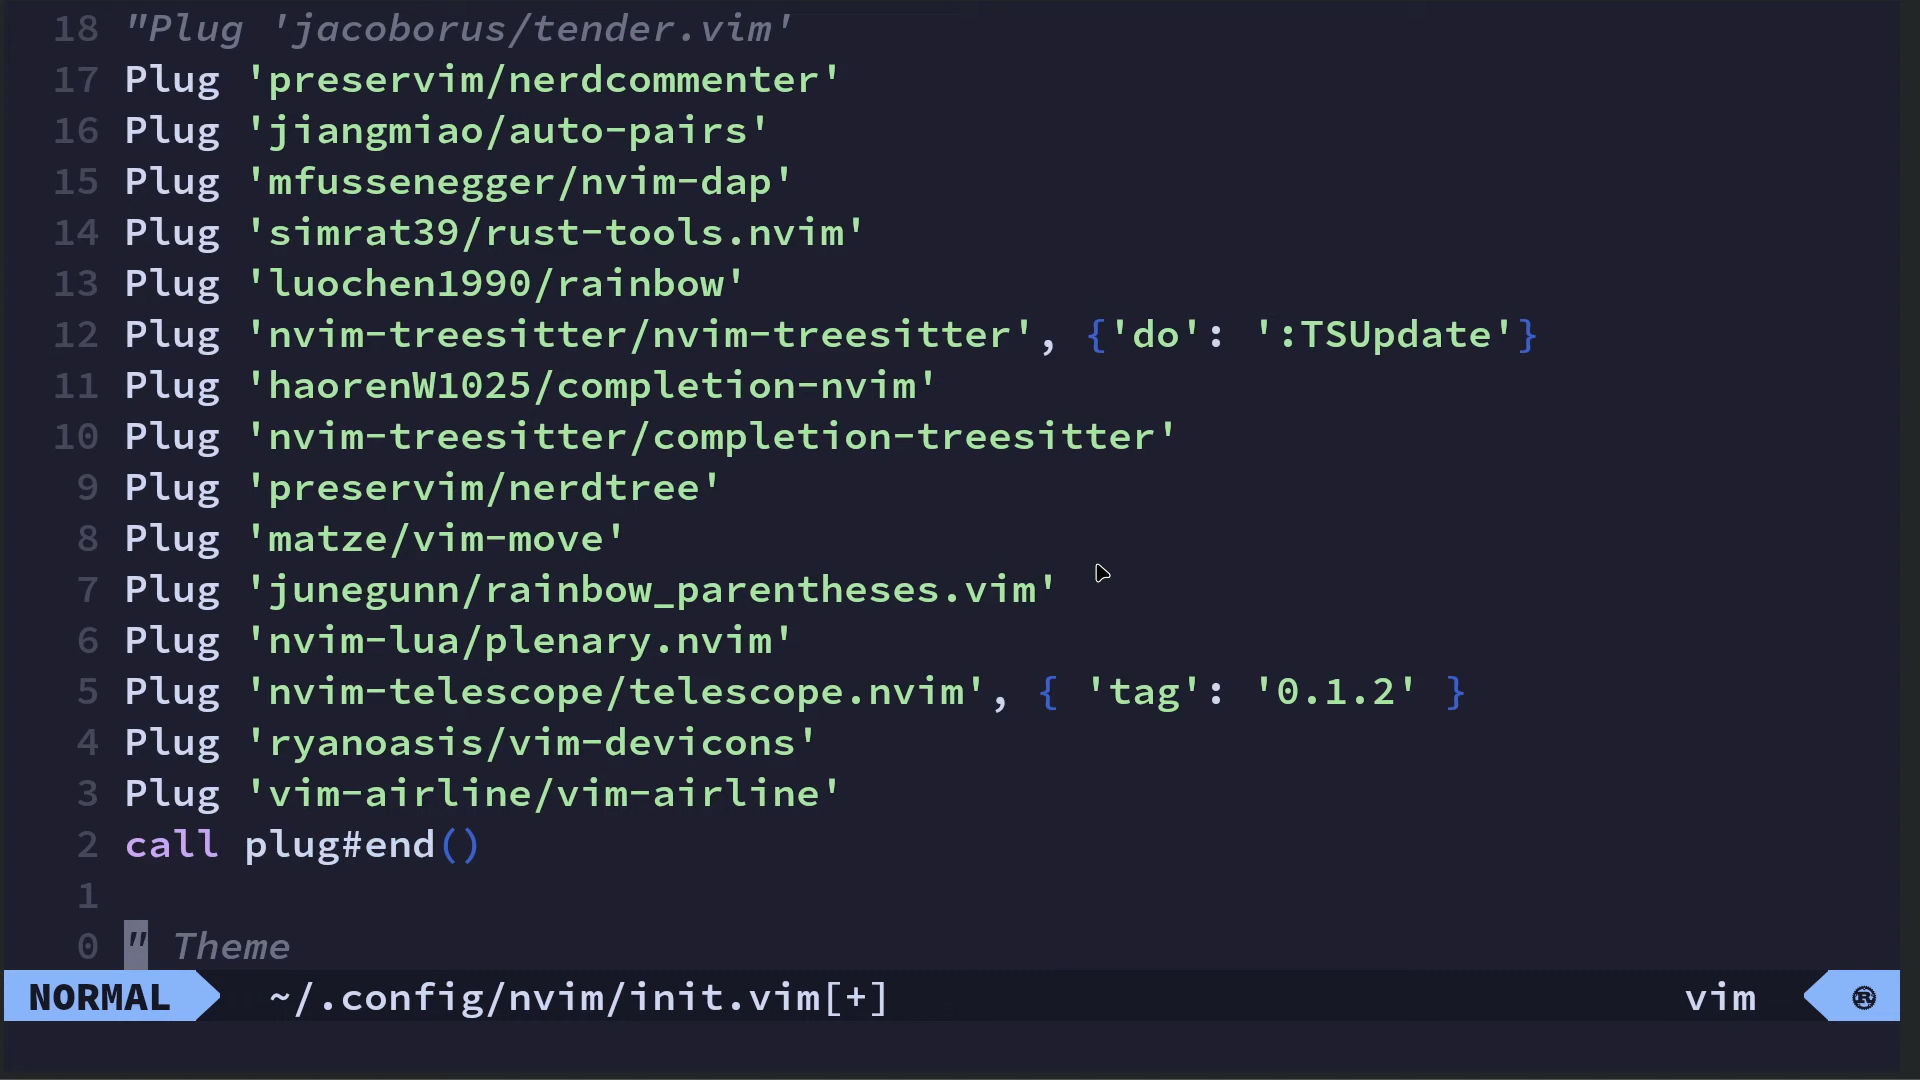 18 "Plug 'jacoborus/tender.vim'
17 Plug 'preservim/nerdcommenter'
16 Plug 'jiangmiao/auto-pairs'
15 Plug 'mfussenegger/nvim-dap'
14 Plug 'simrat39/rust-tools.nvim'
13 Plug 'luochen1990/rainbow'
12 Plug 'nvim-treesitter/nvim-treesitter', {'do': ':TSUpdate'}
11 Plug 'haorenW1025/completion-nvim'
10 Plug 'nvim-treesitter/completion-treesitter'
9 Plug 'preservim/nerdtree'
8 Plug 'matze/vim-move'
7 Plug 'junegunn/rainbow_parentheses.vim'
6 Plug 'nvim-lua/plenary.nvim'
5 Plug 'nvim-telescope/telescope.nvim', { 'tag': '0.1.2' }
4 Plug 'ryanoasis/vim-devicons'
3 Plug 'vim-airline/vim-airline'
2 call plug#end()
1
0 " Theme
NORMAL ~/.config/nvim/init.vim[+] vim ®